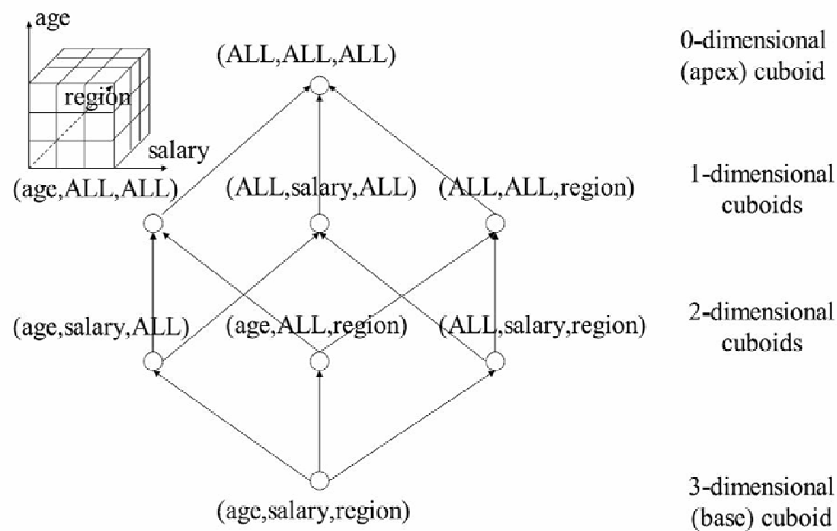 age
0-dimensional
(ALL,ALL,ALL)
(apex) cuboid
region
salary
(age,ALL,ALL)
(ALL,salary,ALL)
(ALL,ALL,region)
1-dimensional
cuboids
(age,salary,ALL)
(age,ALL,region)
(ALL,salary,region)
2-dimensional
cuboids
(age,salary,region)
3-dimensional
(base) cuboid